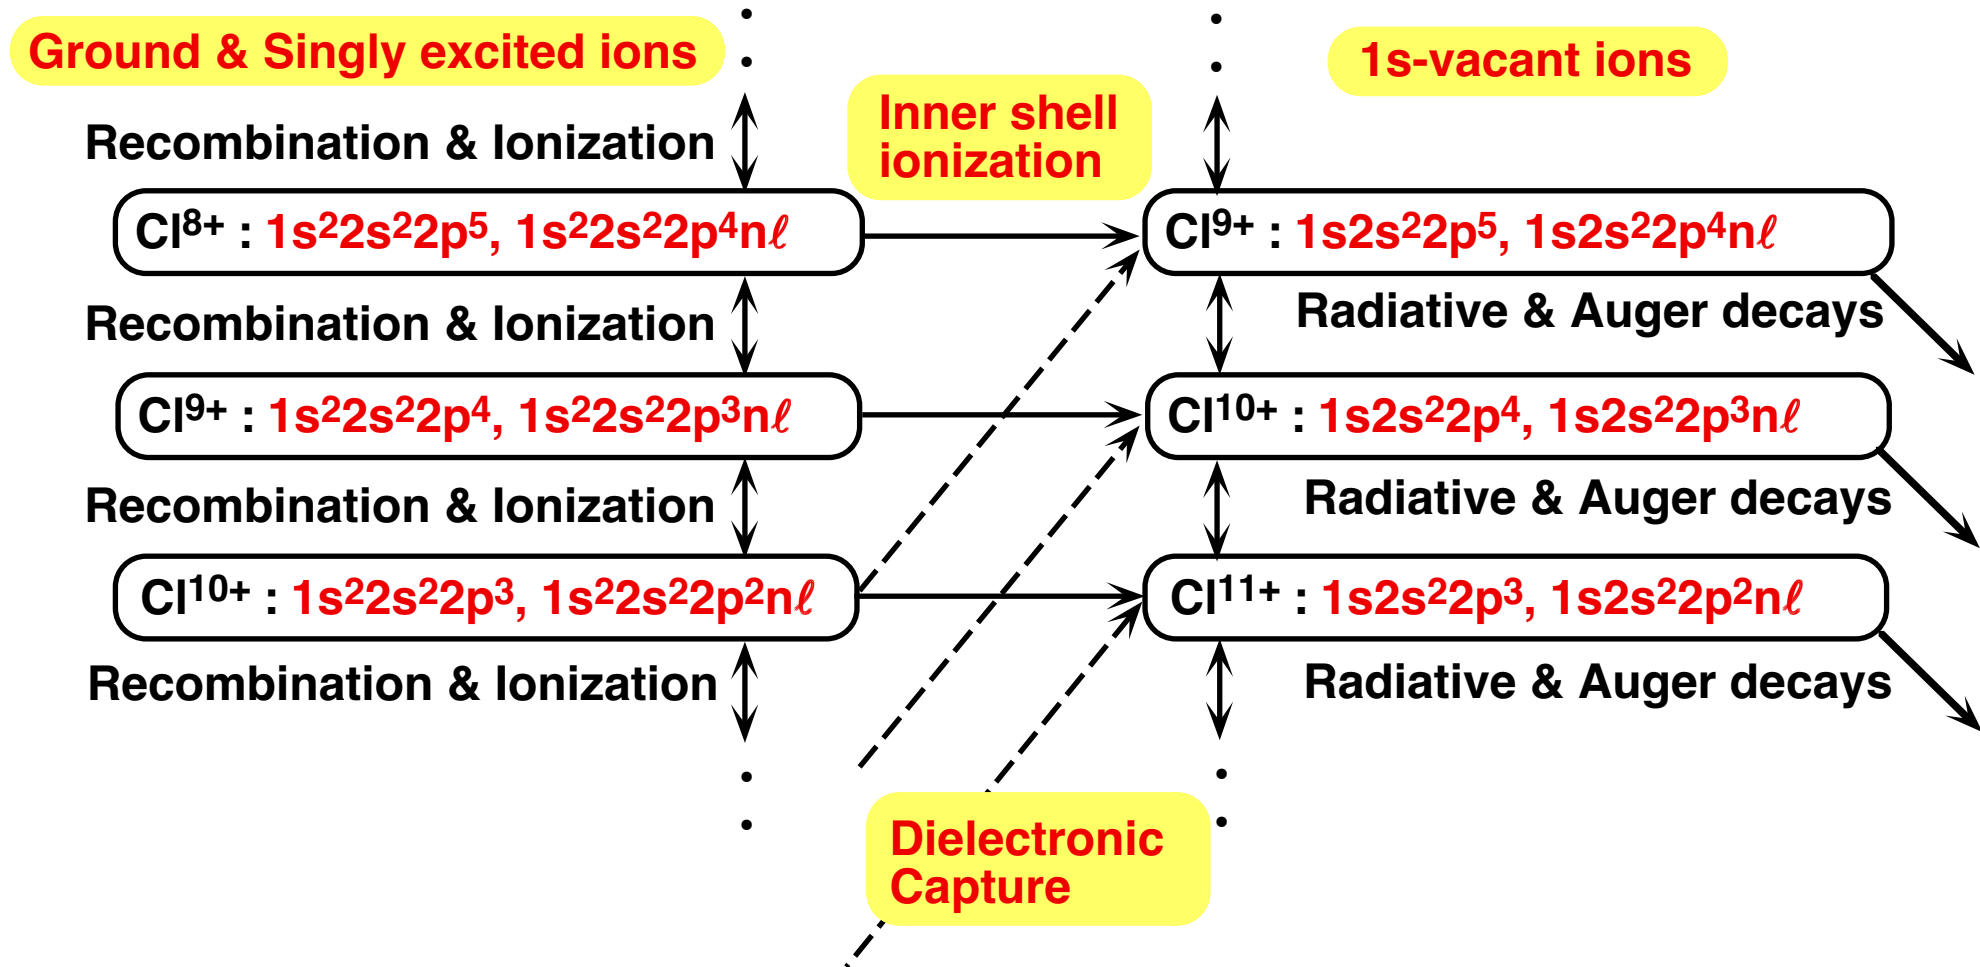 Ground & Singly excited ions
1s-vacant ions
Inner shell
ionization
Recombination & Ionization
Cl⁸⁺ : 1s²2s²2p⁵, 1s²2s²2p⁴nℓ
Cl⁹⁺ : 1s2s²2p⁵, 1s2s²2p⁴nℓ
Recombination & Ionization
Radiative & Auger decays
Cl⁹⁺ : 1s²2s²2p⁴, 1s²2s²2p³nℓ
Cl¹⁰⁺ : 1s2s²2p⁴, 1s2s²2p³nℓ
Recombination & Ionization
Radiative & Auger decays
Cl¹⁰⁺ : 1s²2s²2p³, 1s²2s²2p²nℓ
Cl¹¹⁺ : 1s2s²2p³, 1s2s²2p²nℓ
Recombination & Ionization
Radiative & Auger decays
Dielectronic
Capture